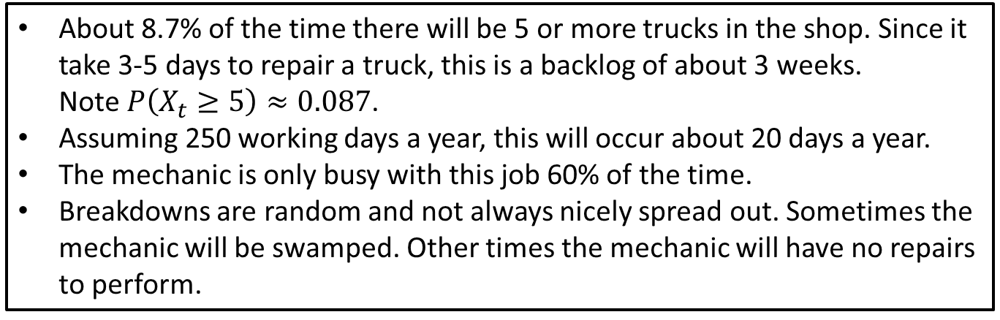 • About 8.7% of the time there will be 5 or more trucks in the shop. Since it
take 3-5 days to repair a truck, this is a backlog of about 3 weeks.
Note P(Xₜ ≥ 5) ≈ 0.087.
• Assuming 250 working days a year, this will occur about 20 days a year.
• The mechanic is only busy with this job 60% of the time.
• Breakdowns are random and not always nicely spread out. Sometimes the
mechanic will be swamped. Other times the mechanic will have no repairs
to perform.